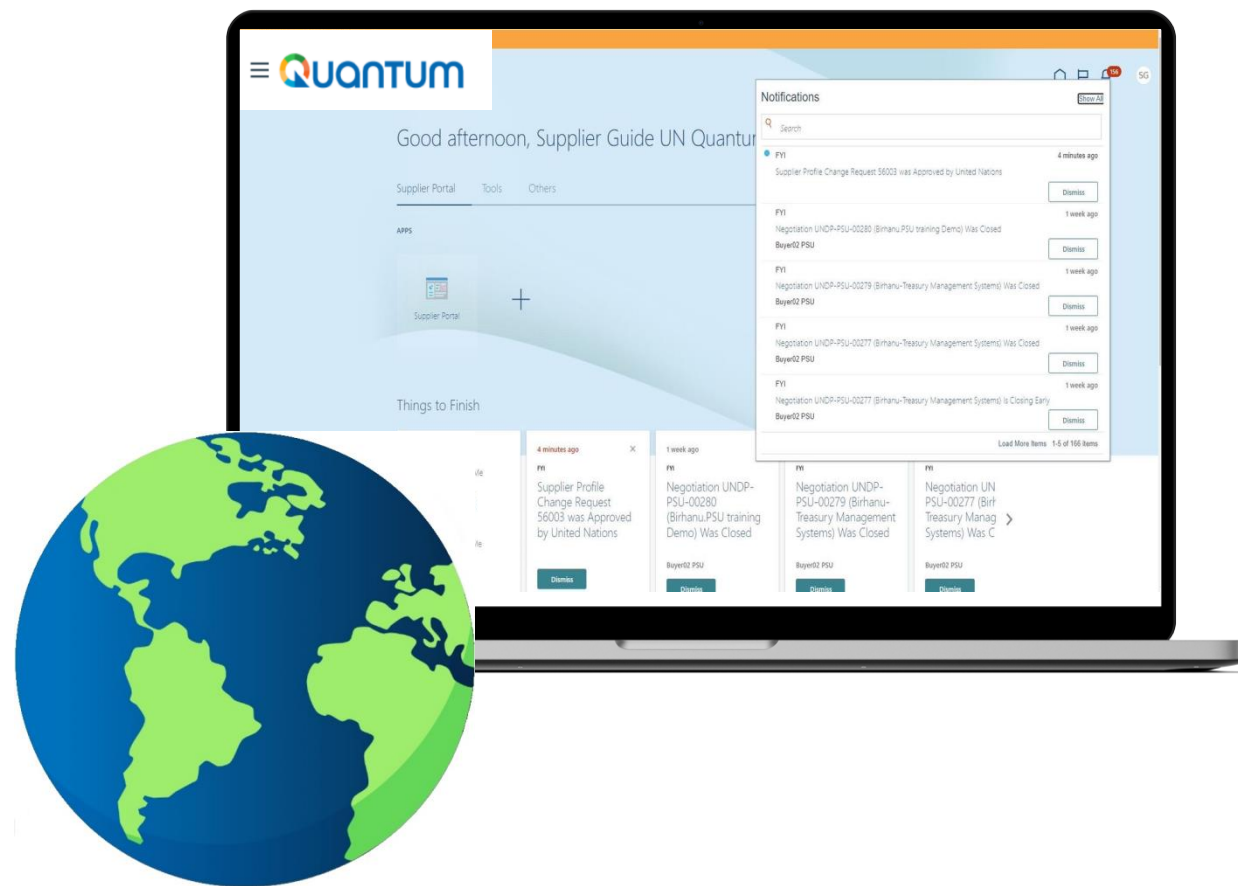 QUANTUM
156
SG
Good afternoon, Supplier Guide UN Quantu
Supplier Portal Tools Others
APPS
Supplier Portal
Things to Finish
Notifications
Show All
Search
FYI 4 minutes ago
Supplier Profile Change Request 56003 was Approved by United Nations
Dismiss
FYI 1 week ago
Negotiation UNDP-PSU-00280 (Birhanu.PSU training Demo) Was Closed
Buyer02 PSU
Dismiss
FYI 1 week ago
Negotiation UNDP-PSU-00279 (Birhanu-Treasury Management Systems) Was Closed
Buyer02 PSU
Dismiss
FYI 1 week ago
Negotiation UNDP-PSU-00277 (Birhanu-Treasury Management Systems) Was Closed
Buyer02 PSU
Dismiss
FYI 1 week ago
Negotiation UNDP-PSU-00277 (Birhanu-Treasury Management Systems) Is Closing Early
Buyer02 PSU
Dismiss
Load More Items 1-5 of 166 items
4 minutes ago
FYI
Supplier Profile
Change Request
56003 was Approved
by United Nations
Dismiss
1 week ago
FYI
Negotiation UNDP-
PSU-00280
(Birhanu.PSU training
Demo) Was Closed
Buyer02 PSU
Dismiss
FYI
Negotiation UNDP-
PSU-00279 (Birhanu-
Treasury Management
Systems) Was Closed
Buyer02 PSU
Dismiss
FYI
Negotiation UN
PSU-00277 (Birh
Treasury Manag
Systems) Was C
Buyer02 PSU
Dismiss